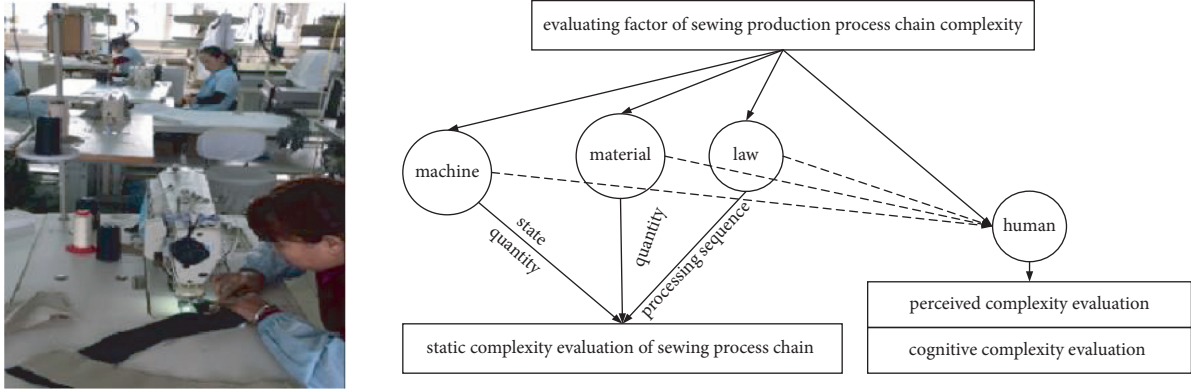 evaluating factor of sewing production process chain complexity
machine
material
law
human
state
quantity
quantity
processing sequence
static complexity evaluation of sewing process chain
perceived complexity evaluation
cognitive complexity evaluation